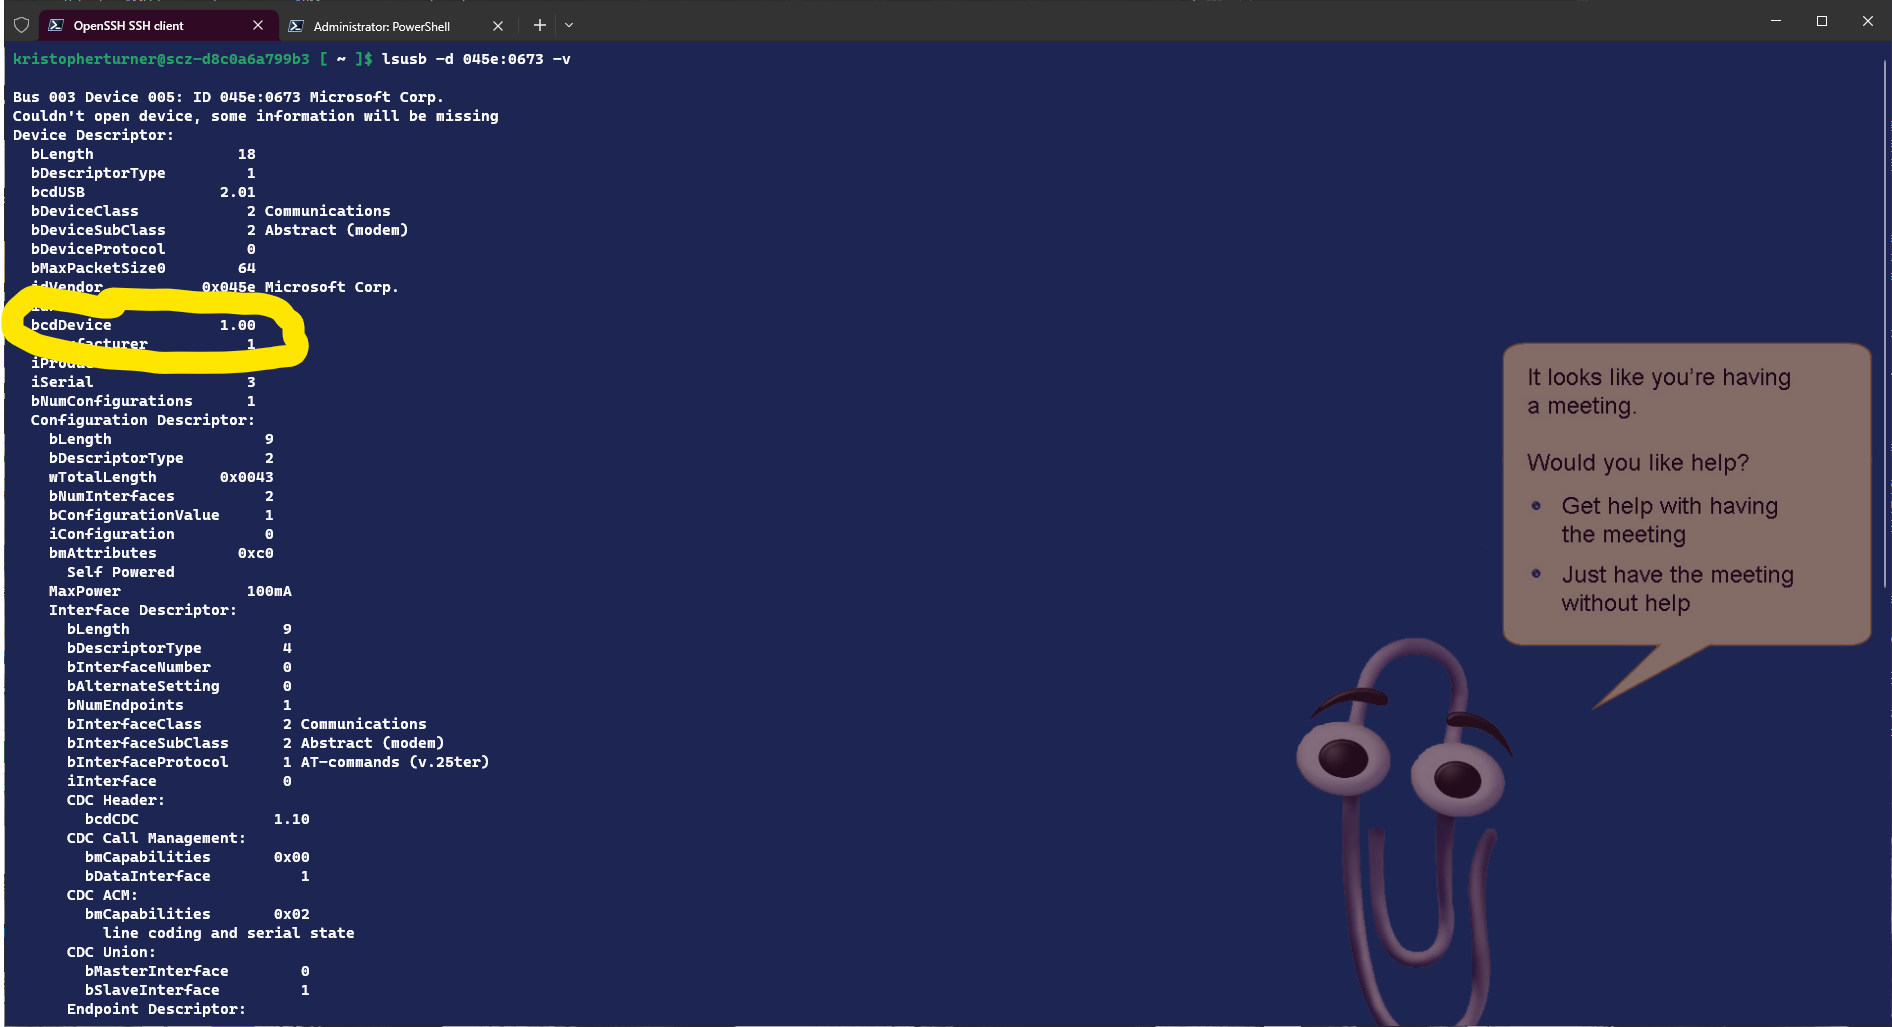 OpenSSH SSH client
Administrator: PowerShell
kristopherturner@scz-d8c0a6a799b3 [ ~ ]$ lsusb -d 045e:0673 -v
Bus 003 Device 005: ID 045e:0673 Microsoft Corp.
Couldn't open device, some information will be missing
Device Descriptor:
bLength 18
bDescriptorType 1
bcdUSB 2.01
bDeviceClass 2 Communications
bDeviceSubClass 2 Abstract (modem)
bDeviceProtocol 0
bMaxPacketSize0 64
idVendor 0x045e Microsoft Corp.
bcdDevice 1.00
1
iSerial 3
bNumConfigurations 1
Configuration Descriptor:
bLength 9
bDescriptorType 2
wTotalLength 0x0043
bNumInterfaces 2
bConfigurationValue 1
iConfiguration 0
bmAttributes 0xc0
Self Powered
MaxPower 100mA
Interface Descriptor:
bLength 9
bDescriptorType 4
bInterfaceNumber 0
bAlternateSetting 0
bNumEndpoints 1
bInterfaceClass 2 Communications
bInterfaceSubClass 2 Abstract (modem)
bInterfaceProtocol 1 AT-commands (v.25ter)
iInterface 0
CDC Header:
bcdCDC 1.10
CDC Call Management:
bmCapabilities 0x00
bDataInterface 1
CDC ACM:
bmCapabilities 0x02
line coding and serial state
CDC Union:
bMasterInterface 0
bSlaveInterface 1
Endpoint Descriptor:
It looks like you're having
a meeting.
Would you like help?
• Get help with having
the meeting
• Just have the meeting
without help